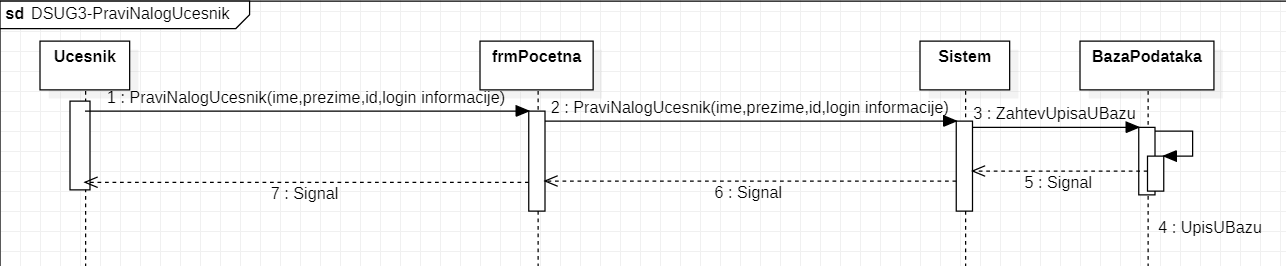 sd DSUG3-PraviNalogUcesnik
Ucesnik
frmPocetna
Sistem
BazaPodataka
1 : PraviNalogUcesnik(ime,prezime,id,login informacije)
2 : PraviNalogUcesnik(ime,prezime,id,login informacije)
3 : ZahtevUpisaUBazu
5 : Signal
6 : Signal
7 : Signal
4 : UpisUBazu